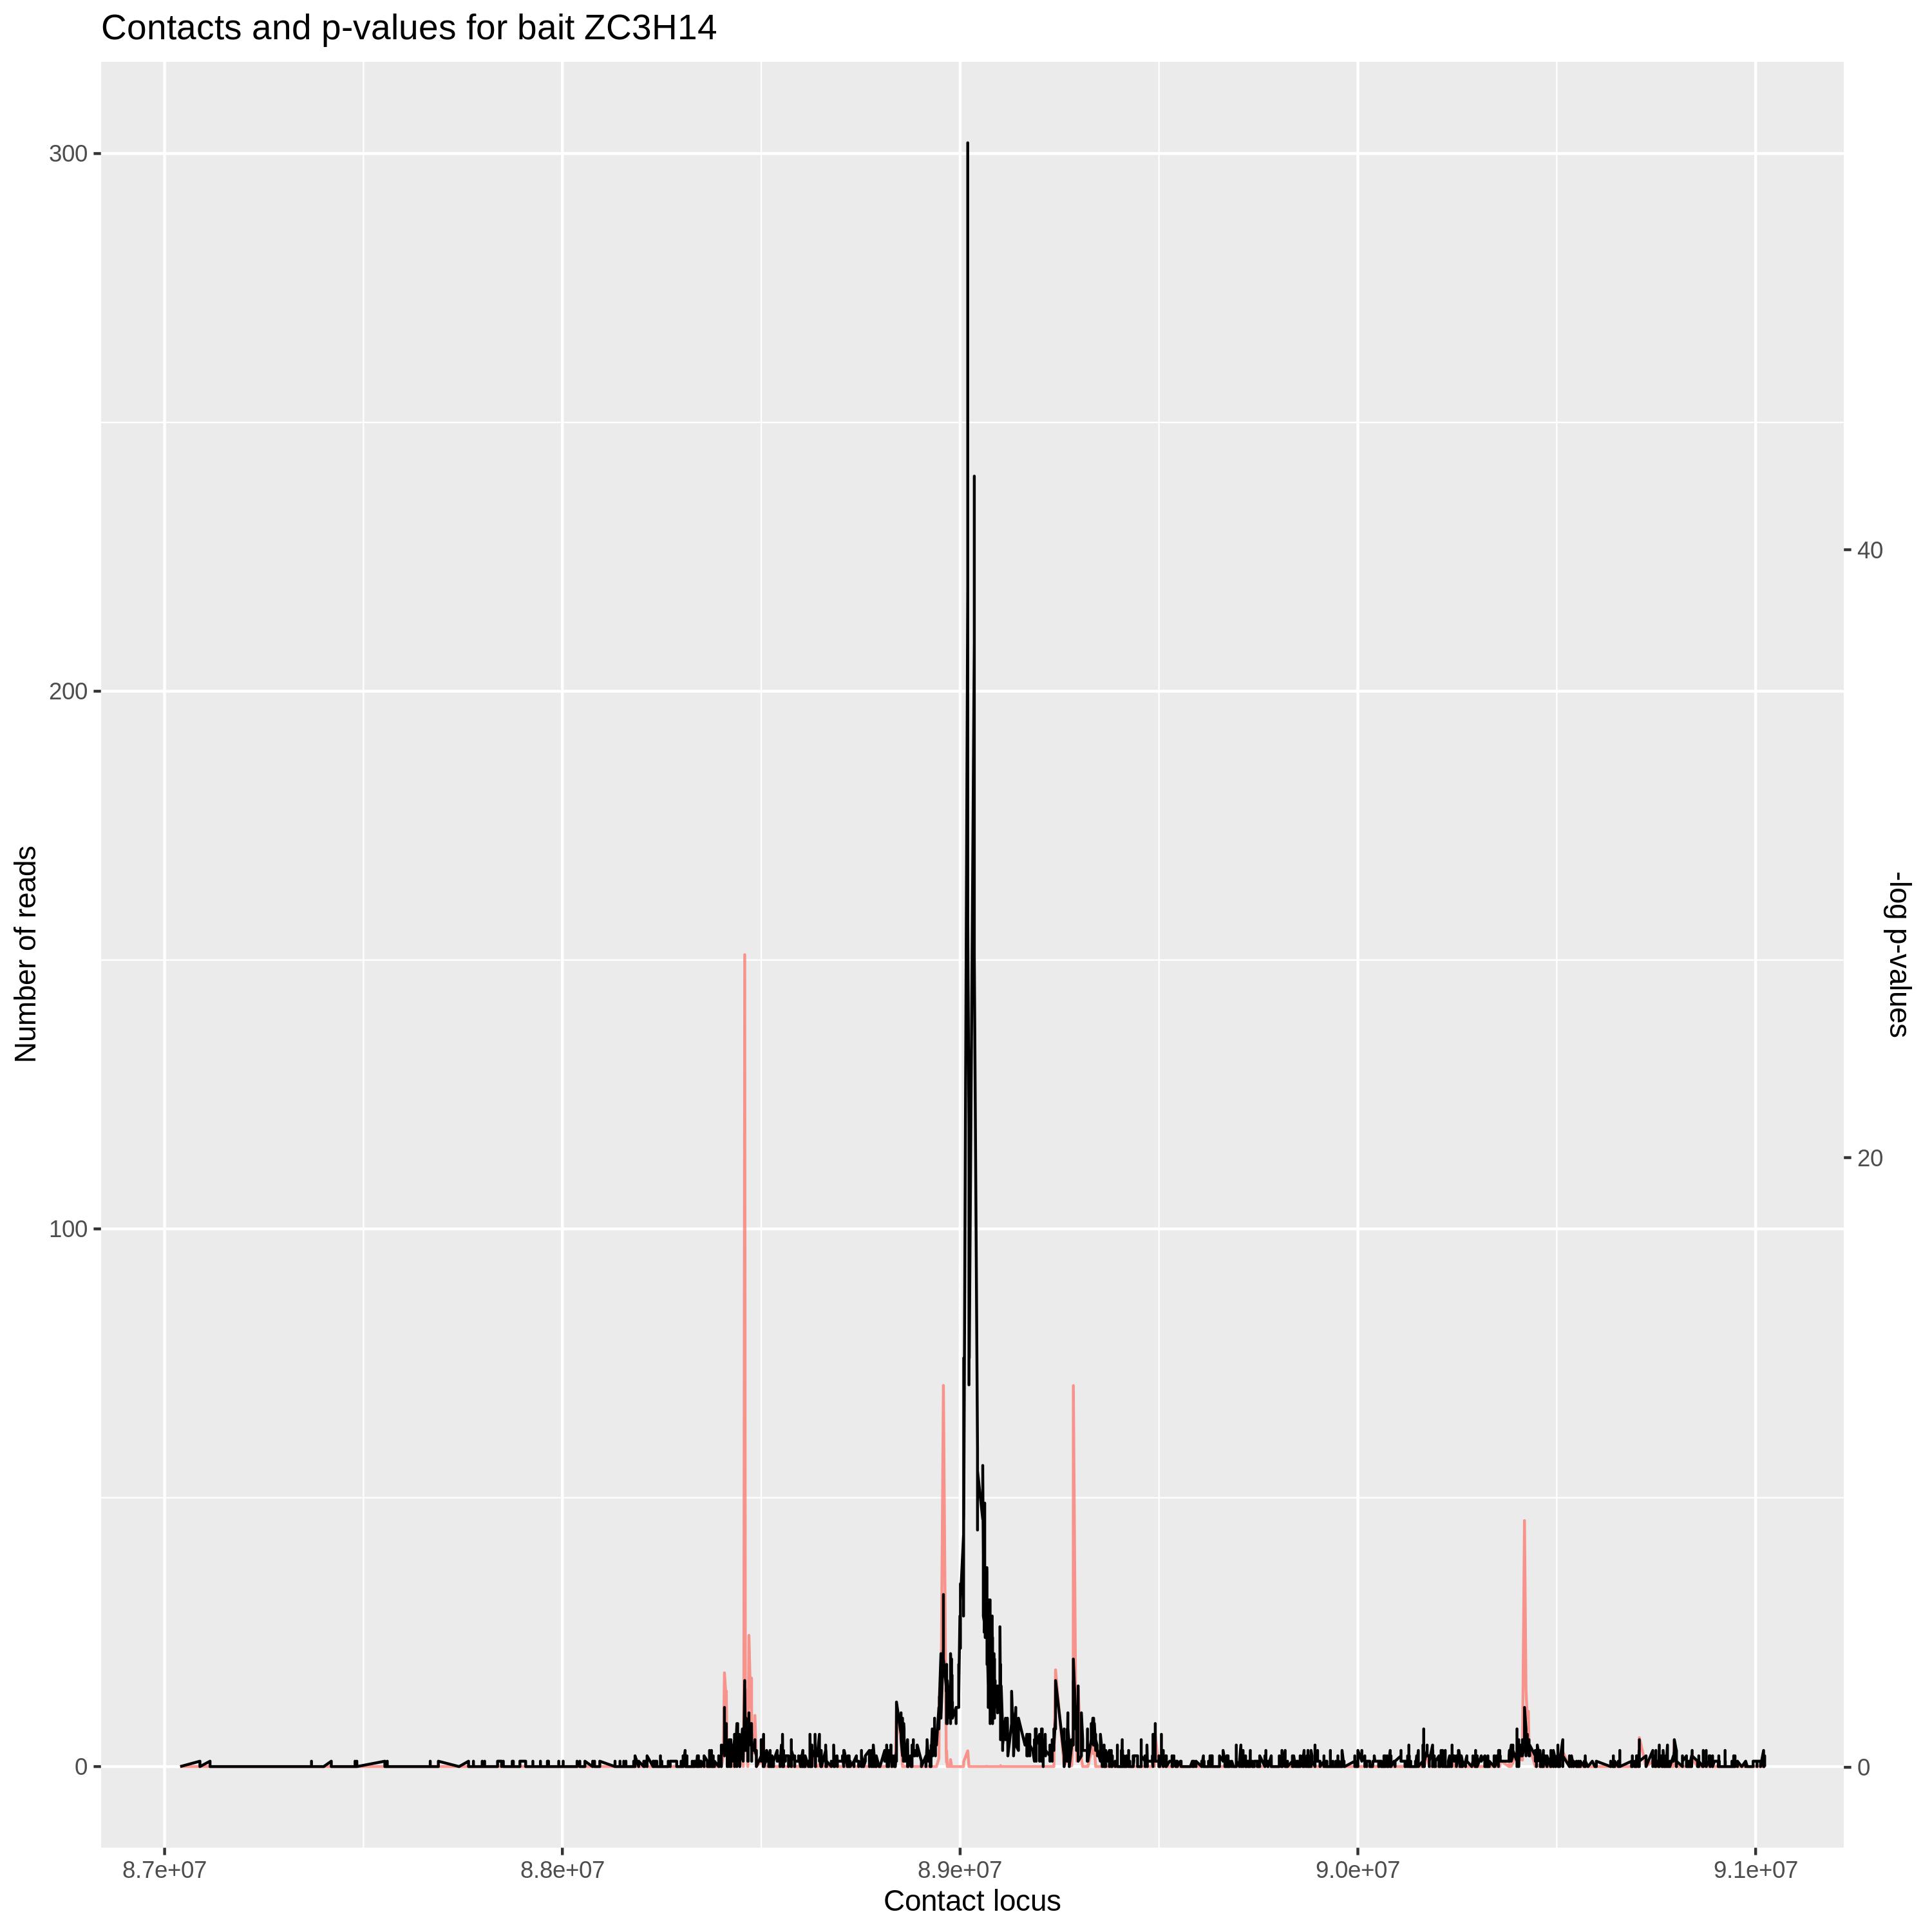 Contacts and p-values for bait ZC3H14
300
200
100
0
Number of reads
40
20
0
-log p-values
8.7e+07 8.8e+07 8.9e+07 9.0e+07 9.1e+07
Contact locus